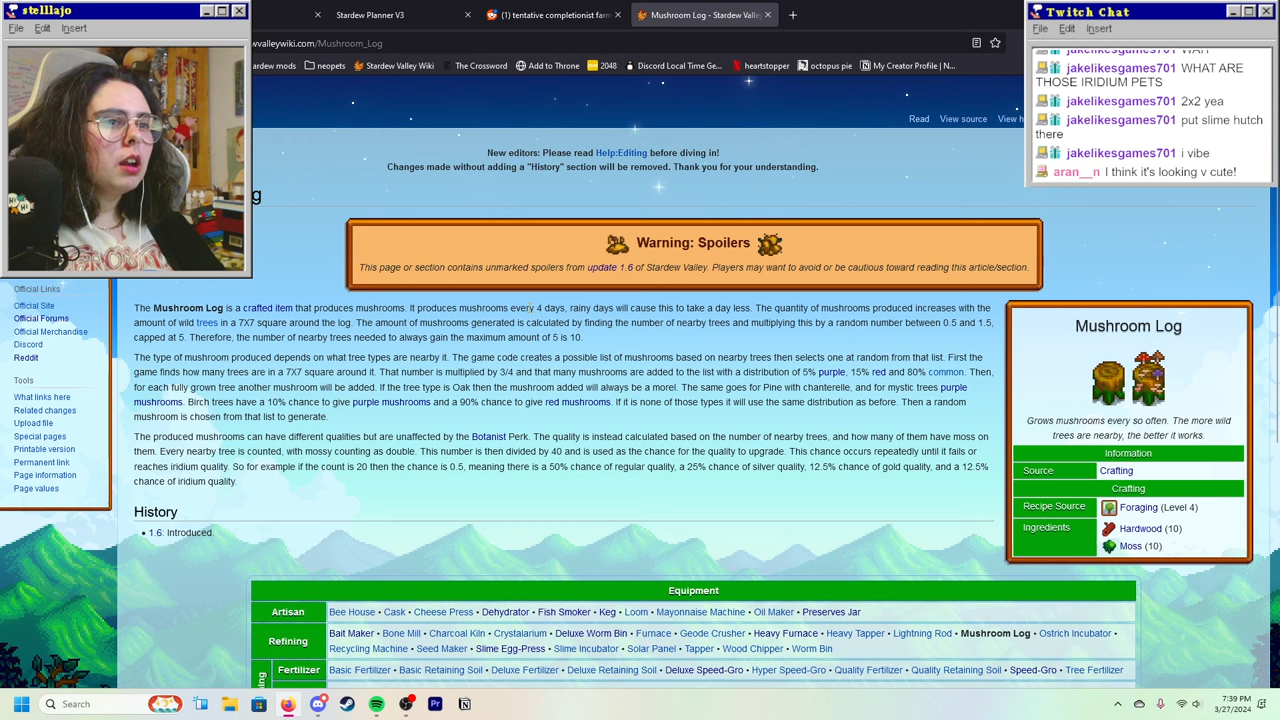 stelllajo
File Edit Insert
Stardew Planner V3
Mushroom Log
Twitch Chat
File Edit Insert
jakelikesgames701 WHAT ARE
THOSE IRIDIUM PETS
jakelikesgames701 2x2 yea
jakelikesgames701 put slime hutch
there
jakelikesgames701 i vibe
aran__n I think it's looking v cute!
wvalleywiki.com/Mushroom_Log
ardew mods
Add to Throne
2048
Discord Local Time Ge...
heartstopper
octopus pie
My Creator Profile | N...
Read View source View h
New editors: Please read Help:Editing before diving in!
Changes made without adding a "History" section will be removed. Thank you for your understanding.
g
Warning: Spoilers
This page or section contains unmarked spoilers from update 1.6 of Stardew Valley. Players may want to avoid or be cautious toward reading this article/section.
Official Links
Official Site
Official Forums
Official Merchandise
Discord
Reddit
Tools
What links here
Related changes
Upload file
Special pages
Printable version
Permanent link
Page information
Page values
The Mushroom Log is a crafted item that produces mushrooms. It produces mushrooms every 4 days, rainy days will cause this to take a day less. The quantity of mushrooms produced increases with the
amount of wild trees in a 7X7 square around the log. The amount of mushrooms generated is calculated by finding the number of nearby trees and multiplying this by a random number between 0.5 and 1.5,
capped at 5. Therefore, the number of nearby trees needed to always gain the maximum amount of 5 is 10.
The type of mushroom produced depends on what tree types are nearby it. The game code creates a possible list of mushrooms based on nearby trees then selects one at random from that list. First the
game finds how many trees are in a 7X7 square around it. That number is multiplied by 3/4 and that many mushrooms are added to the list with a distribution of 5% purple, 15% red and 80% common. Then,
for each fully grown tree another mushroom will be added. If the tree type is Oak then the mushroom added will always be a morel. The same goes for Pine with chanterelle, and for mystic trees purple
mushrooms. Birch trees have a 10% chance to give purple mushrooms and a 90% chance to give red mushrooms. If it is none of those types it will use the same distribution as before. Then a random
mushroom is chosen from that list to generate.
The produced mushrooms can have different qualities but are unaffected by the Botanist Perk. The quality is instead calculated based on the number of nearby trees, and how many of them have moss on
them. Every nearby tree is counted, with mossy counting as double. This number is then divided by 40 and is used as the chance for the quality to upgrade. This chance occurs repeatedly until it fails or
reaches iridium quality. So for example if the count is 20 then the chance is 0.5, meaning there is a 50% chance of regular quality, a 25% chance of silver quality, 12.5% chance of gold quality, and a 12.5%
chance of iridium quality.
History
• 1.6: Introduced.
Mushroom Log
Grows mushrooms every so often. The more wild
trees are nearby, the better it works.
Information
Source Crafting
Crafting
Recipe Source Foraging (Level 4)
Ingredients Hardwood (10)
Moss (10)
Equipment
Artisan Bee House • Cask • Cheese Press • Dehydrator • Fish Smoker • Keg • Loom • Mayonnaise Machine • Oil Maker • Preserves Jar
Refining Bait Maker • Bone Mill • Charcoal Kiln • Crystalarium • Deluxe Worm Bin • Furnace • Geode Crusher • Heavy Furnace • Heavy Tapper • Lightning Rod • Mushroom Log • Ostrich Incubator •
Recycling Machine • Seed Maker • Slime Egg-Press • Slime Incubator • Solar Panel • Tapper • Wood Chipper • Worm Bin
Fertilizer Basic Fertilizer • Basic Retaining Soil • Deluxe Fertilizer • Deluxe Retaining Soil • Deluxe Speed-Gro • Hyper Speed-Gro • Quality Fertilizer • Quality Retaining Soil • Speed-Gro • Tree Fertilizer
Search
7:39 PM
3/27/2024